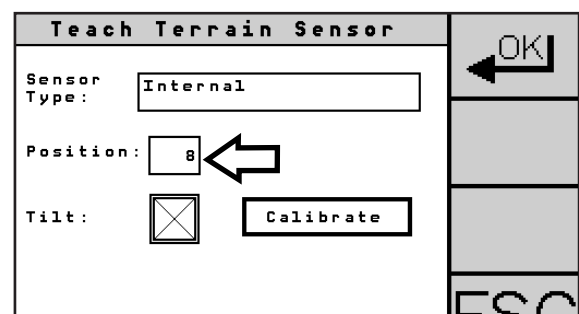 Teach Terrain Sensor
OK
Sensor
Type:
Internal
Position:
8
Tilt:
Calibrate
ESC